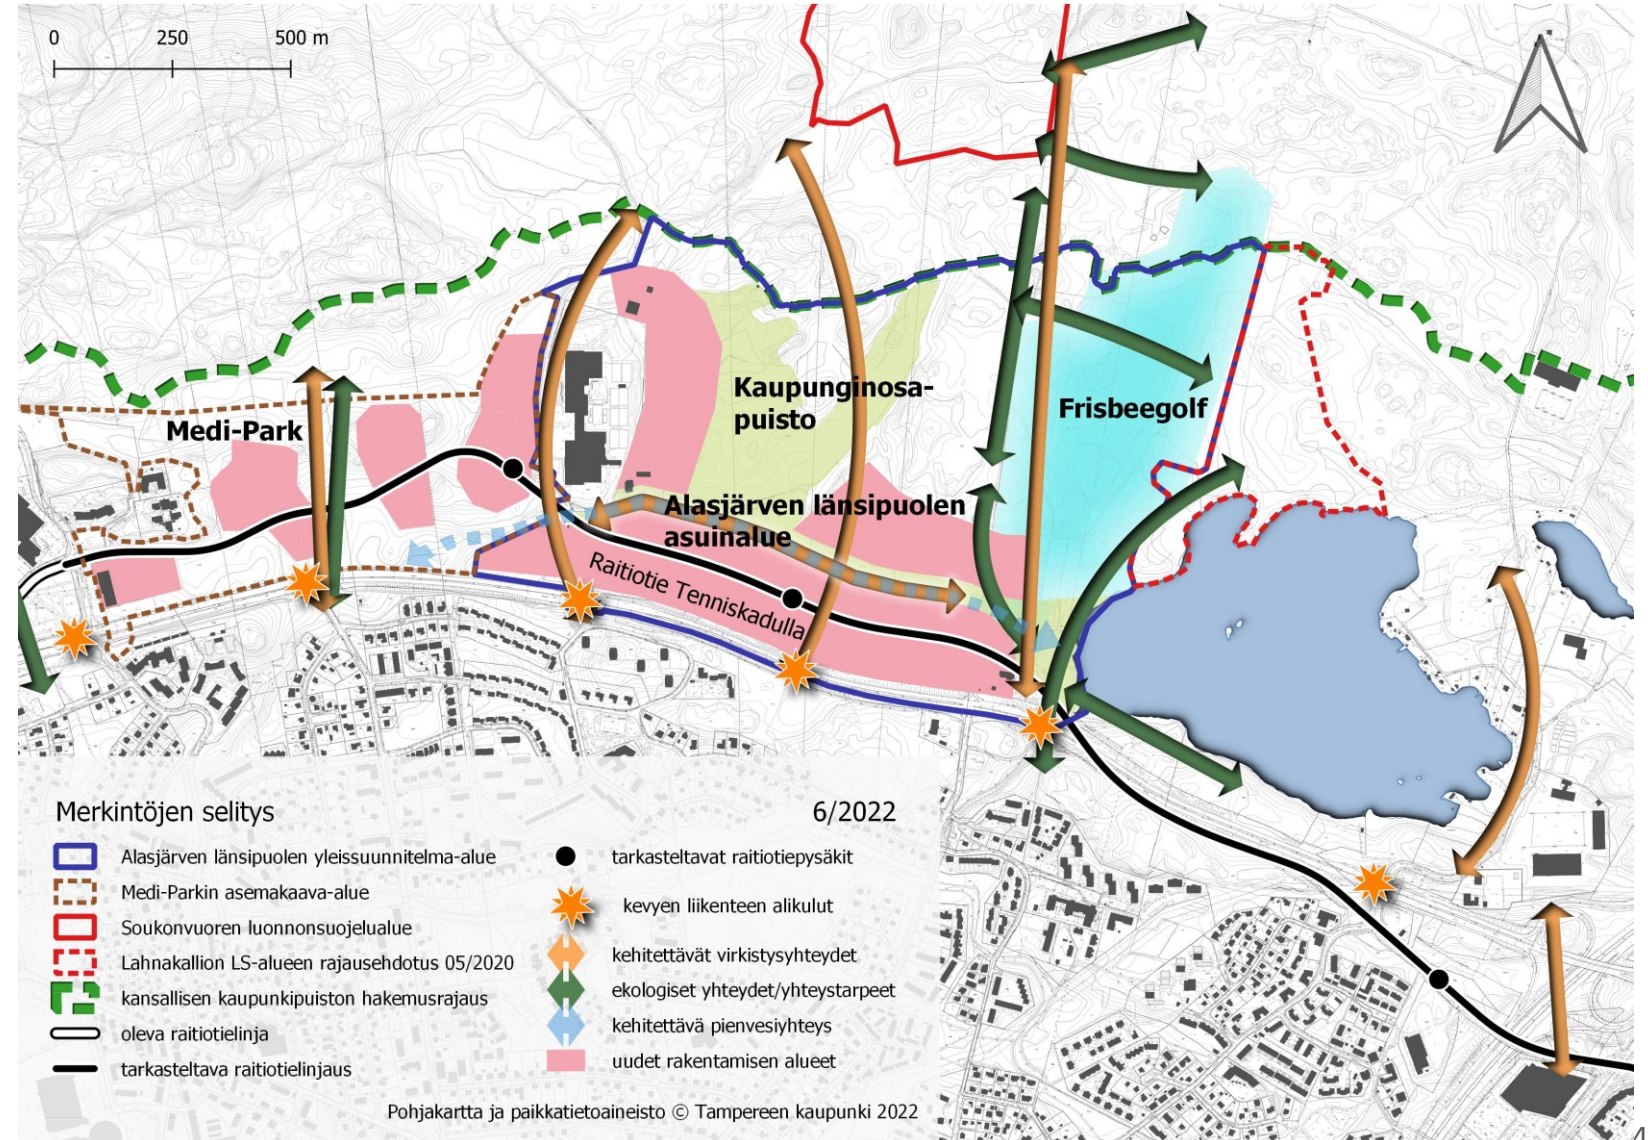 0 250 500 m
Medi-Park
Kaupunginosa-
puisto
Frisbeegolf
Alasjärven länsipuolen
asuinalue
Raitiotie Tenniskadulla
Merkintöjen selitys 6/2022
Alasjärven länsipuolen yleissuunnitelma-alue
Medi-Parkin asemakaava-alue
Soukonvuoren luonnonsuojelualue
Lahnakallion LS-alueen rajausehdotus 05/2020
kansallisen kaupunkipuiston hakemusrajaus
oleva raitiotielinja
tarkasteltava raitiotielinjaus
tarkasteltavat raitiotiepysäkit
kevyen liikenteen alikulut
kehitettävät virkistysyhteydet
ekologiset yhteydet/yhteystarpeet
kehitettävä pienvesiyhteys
uudet rakentamisen alueet
Pohjakartta ja paikkatietoaineisto © Tampereen kaupunki 2022
4